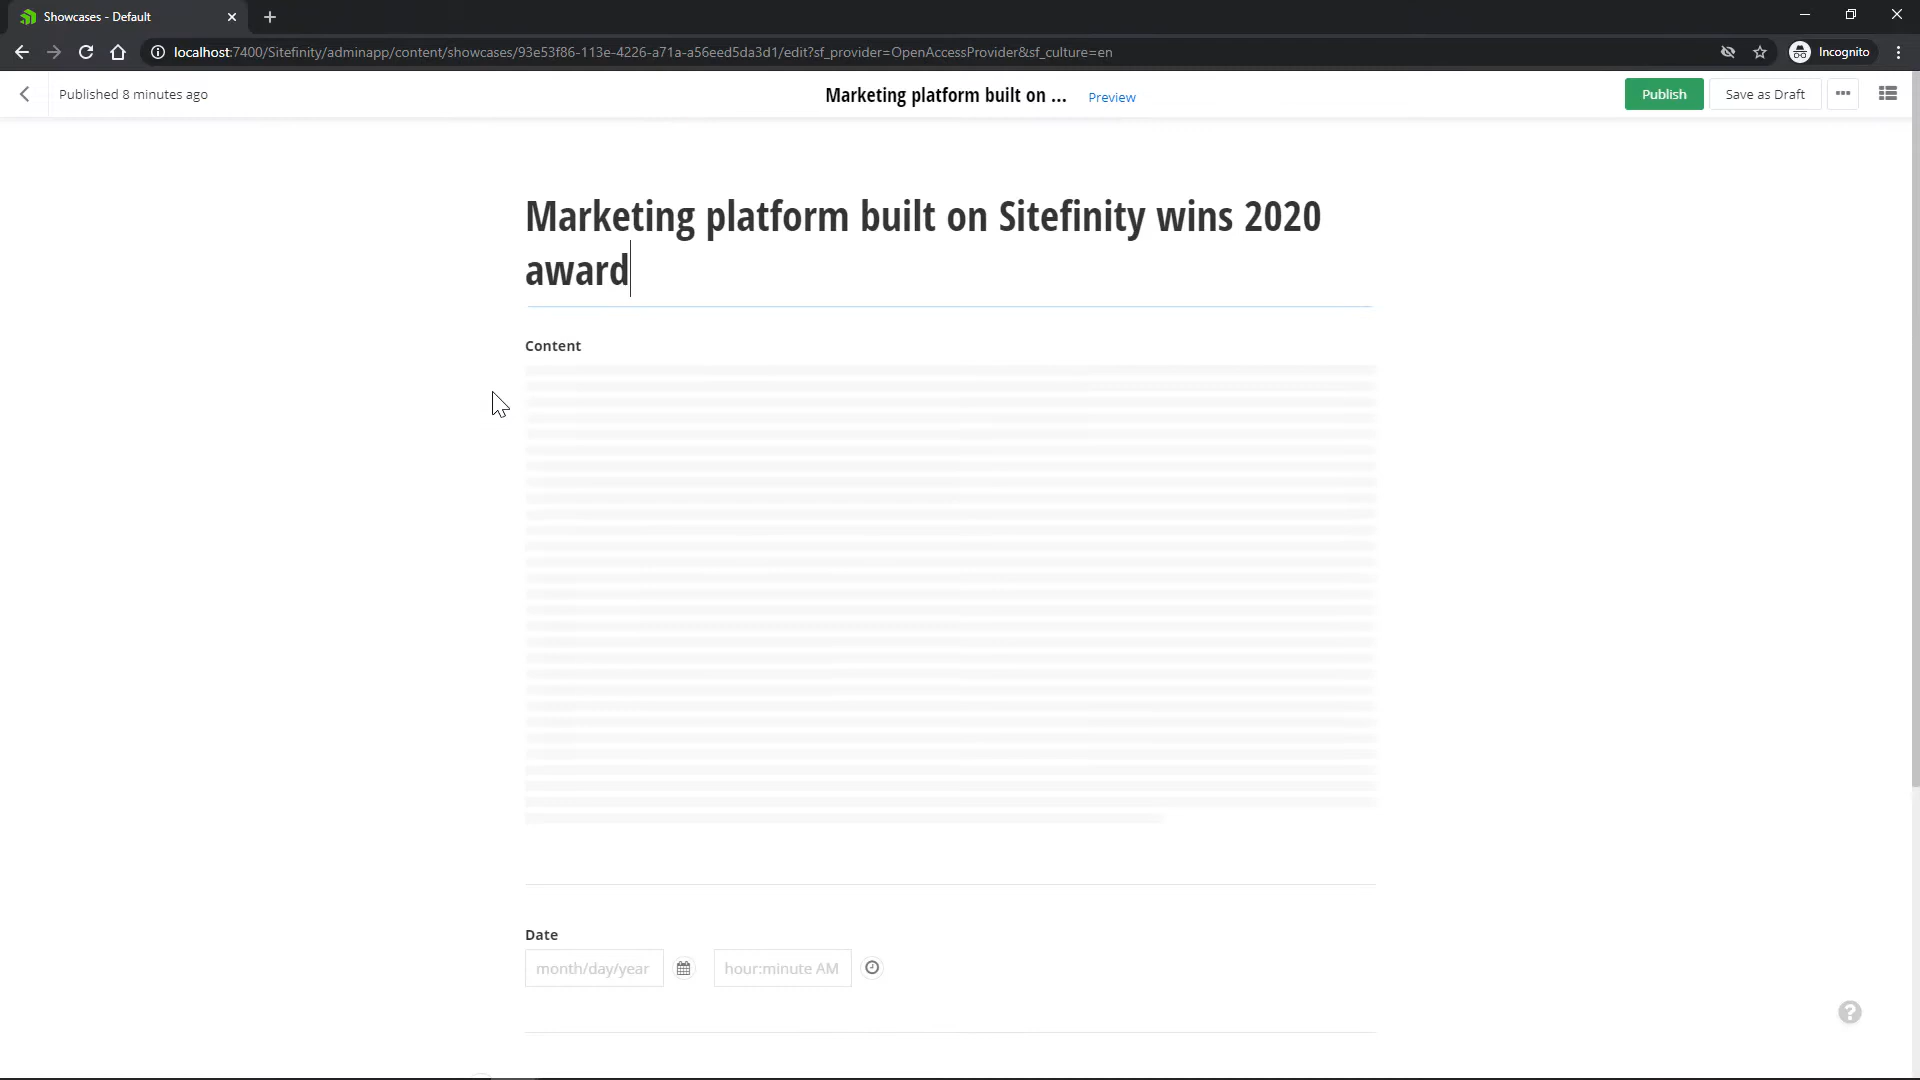 Showcases - Default
localhost:7400/Sitefinity/adminapp/content/showcases/93e53f86-113e-4226-a71a-a56eed5da3d1/edit?sf_provider=OpenAccessProvider&sf_culture=en
Incognito
Published 8 minutes ago
Marketing platform built on ...
Preview
Publish
Save as Draft
Marketing platform built on Sitefinity wins 2020
award
Content
Date
month/day/year
hour:minute AM
?